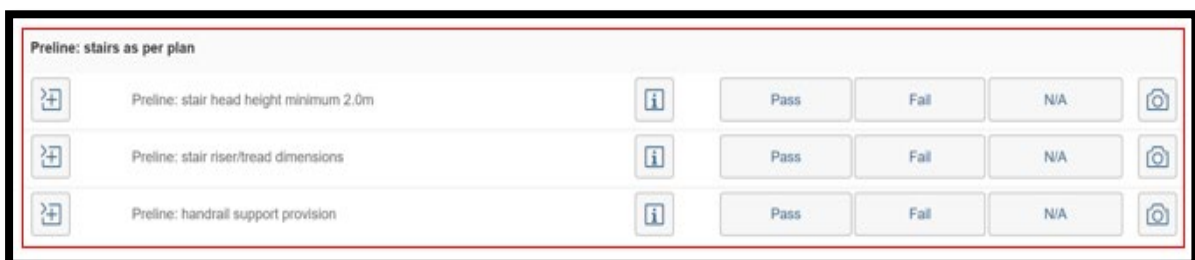 Preline: stairs as per plan
Preline: stair head height minimum 2.0m Pass Fail N/A
Preline: stair riser/tread dimensions Pass Fail N/A
Preline: handrail support provision Pass Fail N/A